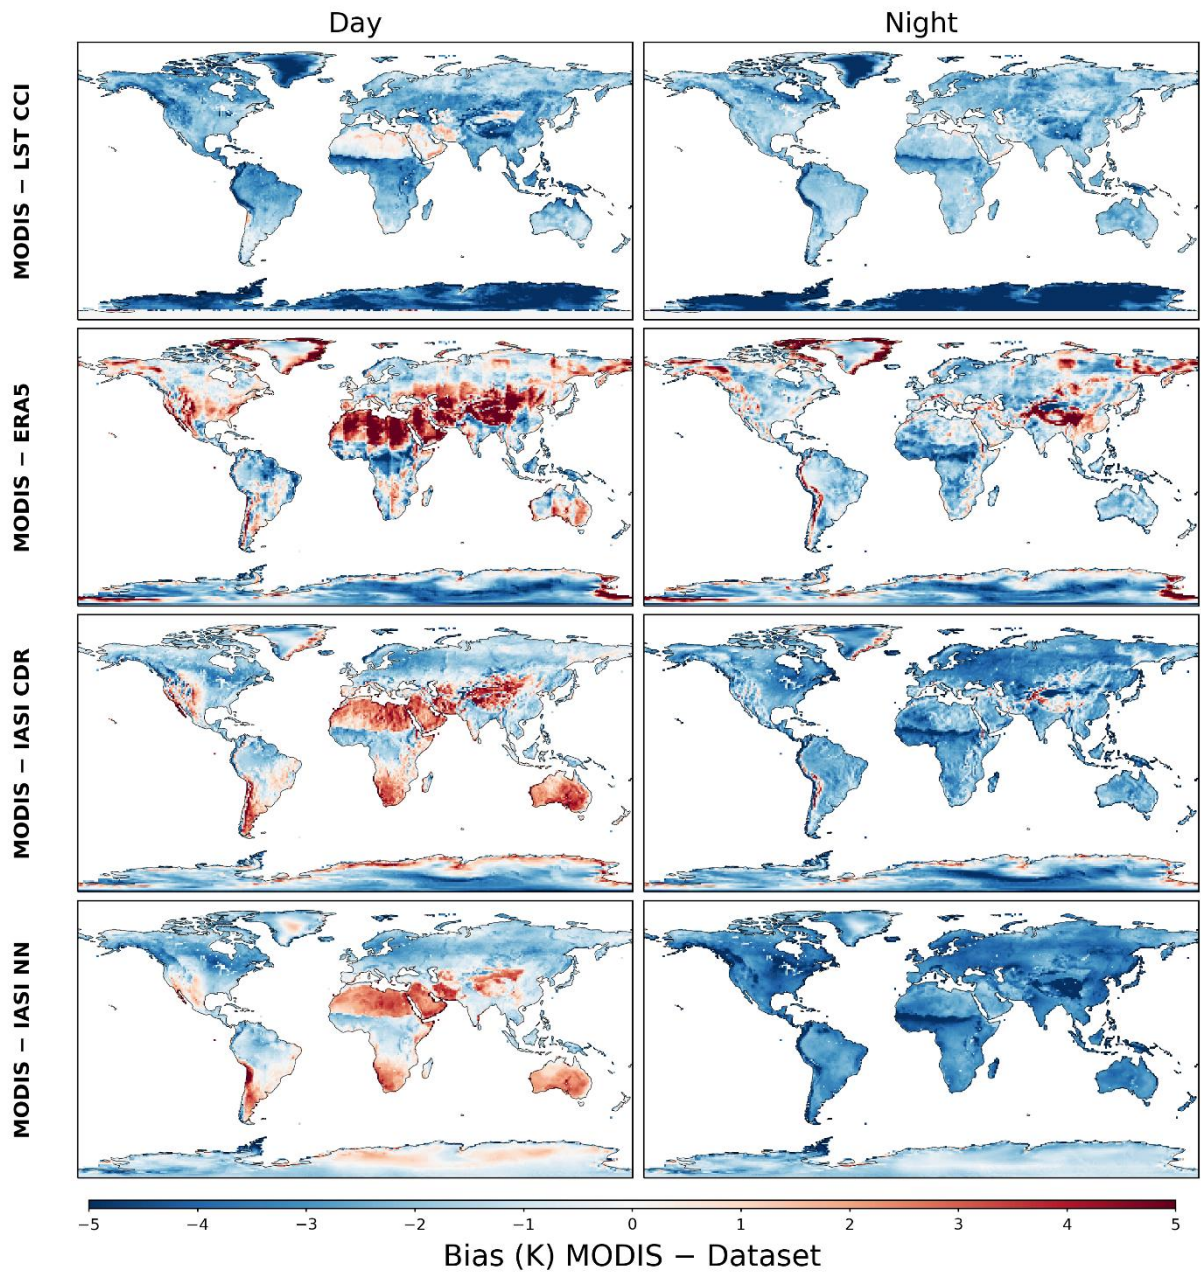 Day
Night
MODIS − LST CCI
MODIS − ERA5
MODIS − IASI CDR
MODIS − IASI NN
−5 −4 −3 −2 −1 0 1 2 3 4 5
Bias (K) MODIS − Dataset